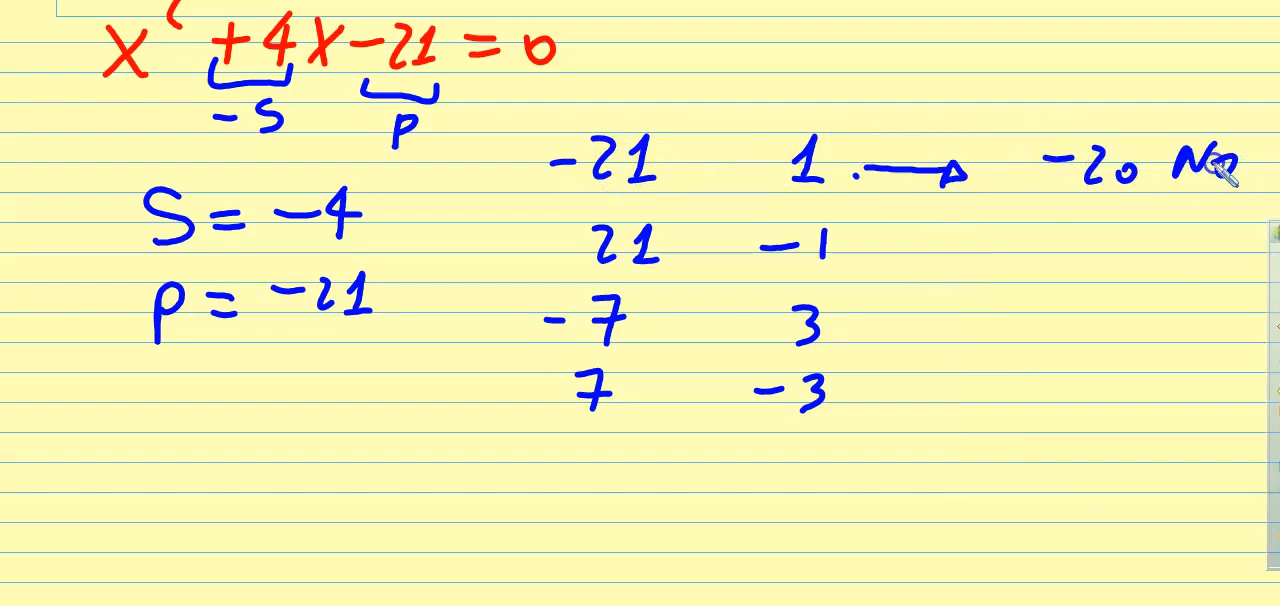 x² +4x -21 = 0
-S P
-21 1 . → -20 No
S = -4 21 -1
P = -21 -7 3
7 -3